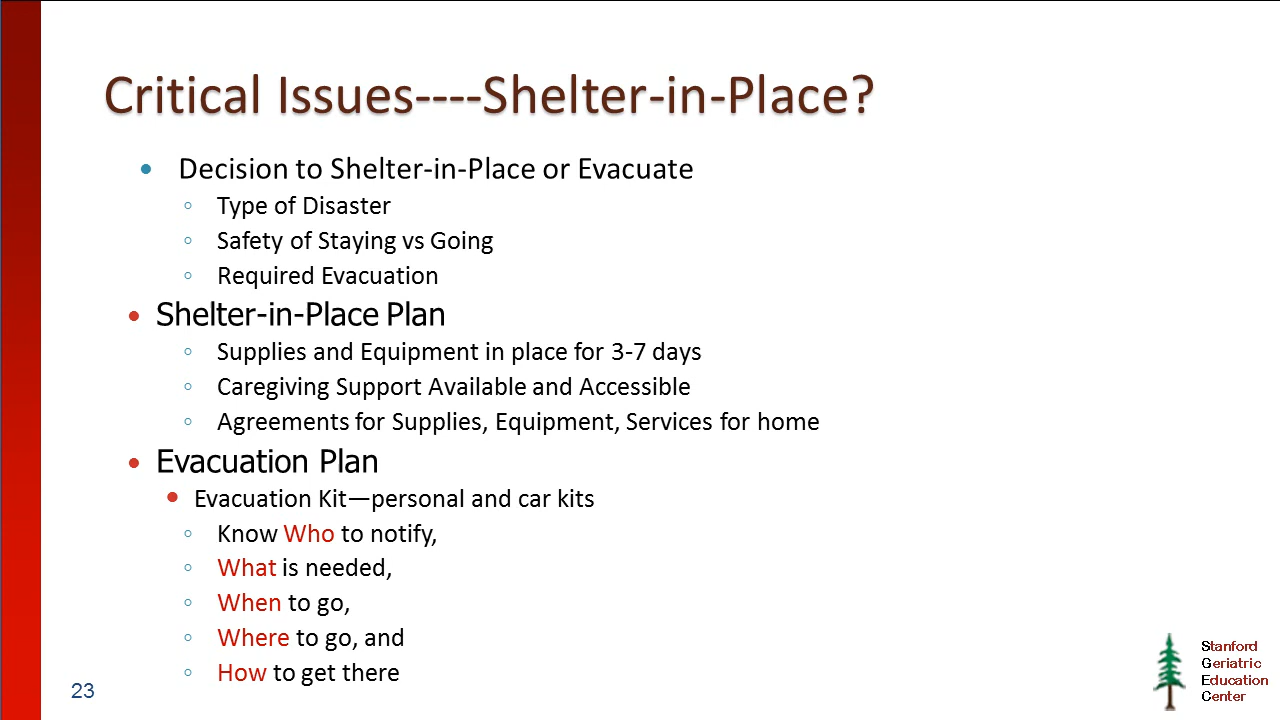 Critical Issues----Shelter-in-Place?
• Decision to Shelter-in-Place or Evacuate
◦ Type of Disaster
◦ Safety of Staying vs Going
◦ Required Evacuation
• Shelter-in-Place Plan
◦ Supplies and Equipment in place for 3-7 days
◦ Caregiving Support Available and Accessible
◦ Agreements for Supplies, Equipment, Services for home
• Evacuation Plan
• Evacuation Kit—personal and car kits
◦ Know Who to notify,
◦ What is needed,
◦ When to go,
◦ Where to go, and
◦ How to get there
23
Stanford
Geriatric
Education
Center